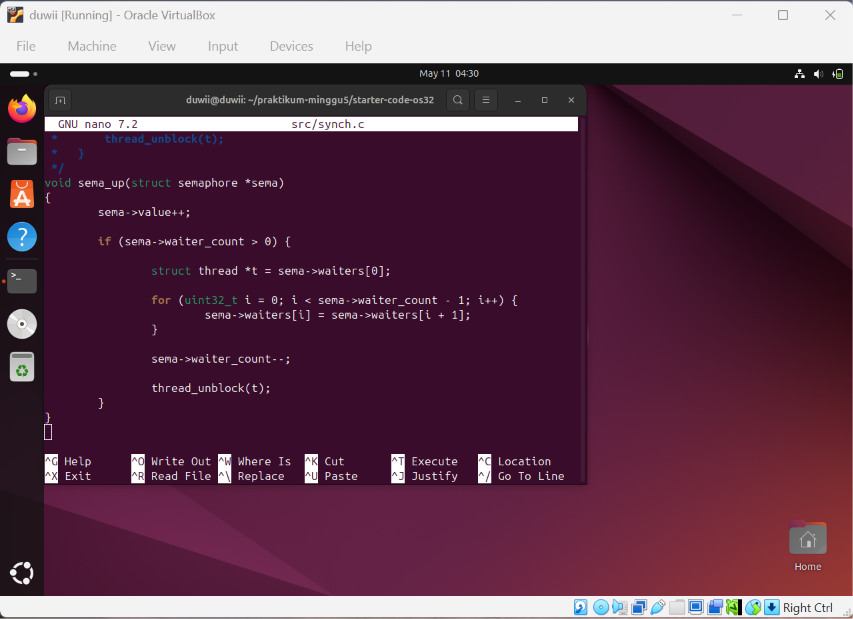 duwii [Running] - Oracle VirtualBox
File Machine View Input Devices Help
May 11 04:30
duwii@duwii: ~/praktikum-minggu5/starter-code-os32
GNU nano 7.2 src/synch.c
 *       thread_unblock(t);
 *   }
 */
void sema_up(struct semaphore *sema)
{
        sema->value++;
        if (sema->waiter_count > 0) {
                struct thread *t = sema->waiters[0];
                for (uint32_t i = 0; i < sema->waiter_count - 1; i++) {
                        sema->waiters[i] = sema->waiters[i + 1];
                }
                sema->waiter_count--;
                thread_unblock(t);
        }
}
^G Help ^O Write Out ^W Where Is ^K Cut ^T Execute ^C Location
^X Exit ^R Read File ^\ Replace ^U Paste ^J Justify ^/ Go To Line
Home
Right Ctrl